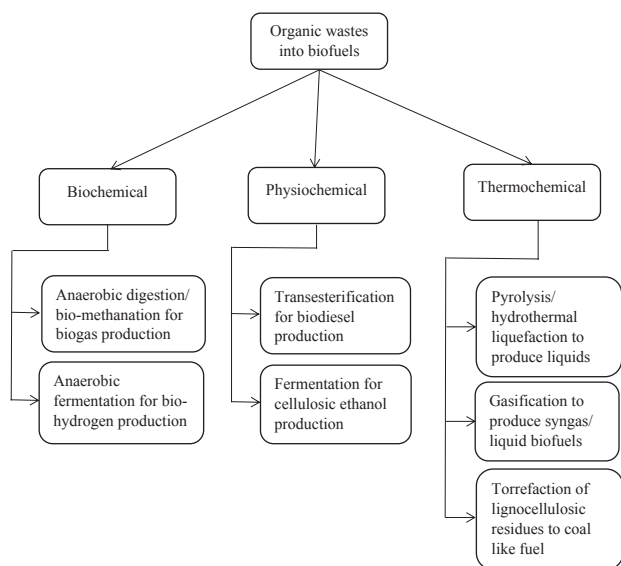 Organic wastes
into biofuels
Biochemical
Physiochemical
Thermochemical
Anaerobic digestion/
bio-methanation for
biogas production
Anaerobic
fermentation for bio-
hydrogen production
Transesterification
for biodiesel
production
Fermentation for
cellulosic ethanol
production
Pyrolysis/
hydrothermal
liquefaction to
produce liquids
Gasification to
produce syngas/
liquid biofuels
Torrefaction of
lignocellulosic
residues to coal
like fuel